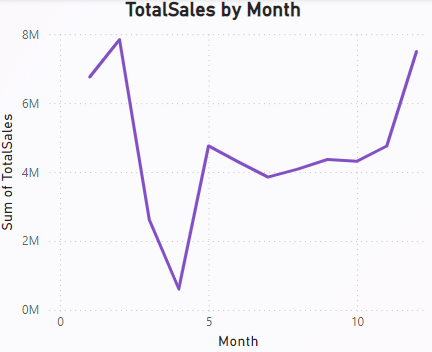 TotalSales by Month
8M
6M
4M
2M
0M
Sum of TotalSales
0
5
10
Month